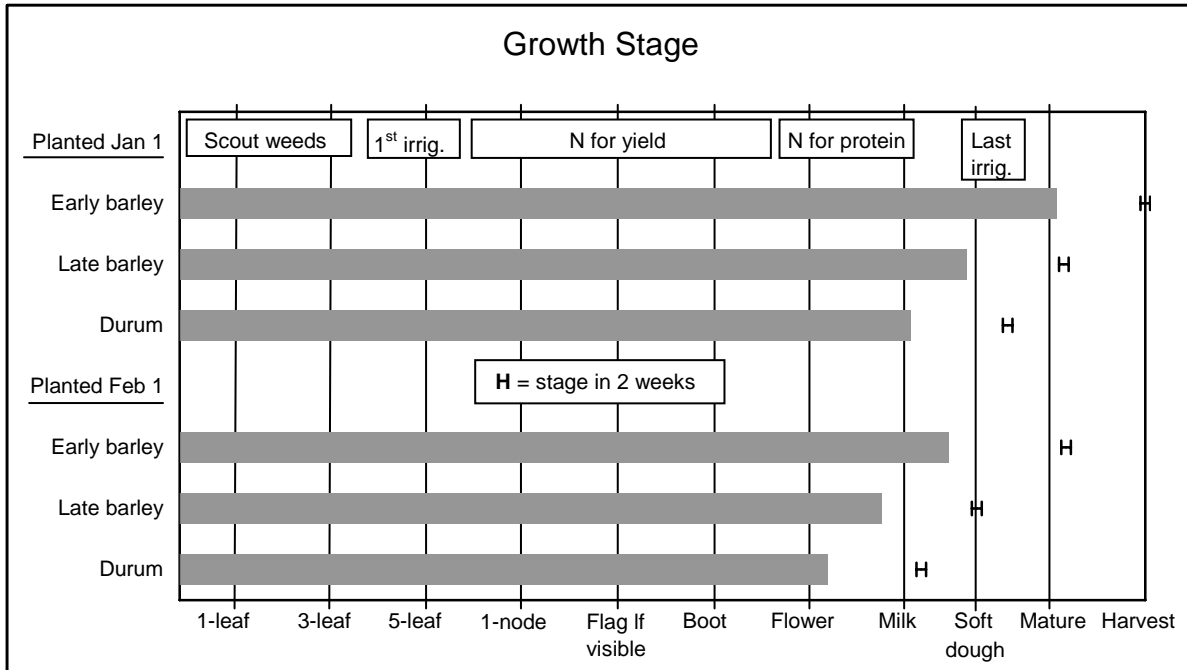 Growth Stage
Planted Jan 1
Scout weeds
1st irrig.
N for yield
N for protein
Last
irrig.
Early barley
H
Late barley
H
Durum
H
Planted Feb 1
H = stage in 2 weeks
Early barley
H
Late barley
H
Durum
H
1-leaf 3-leaf 5-leaf 1-node Flag lf Boot Flower Milk Soft Mature Harvest
visible dough